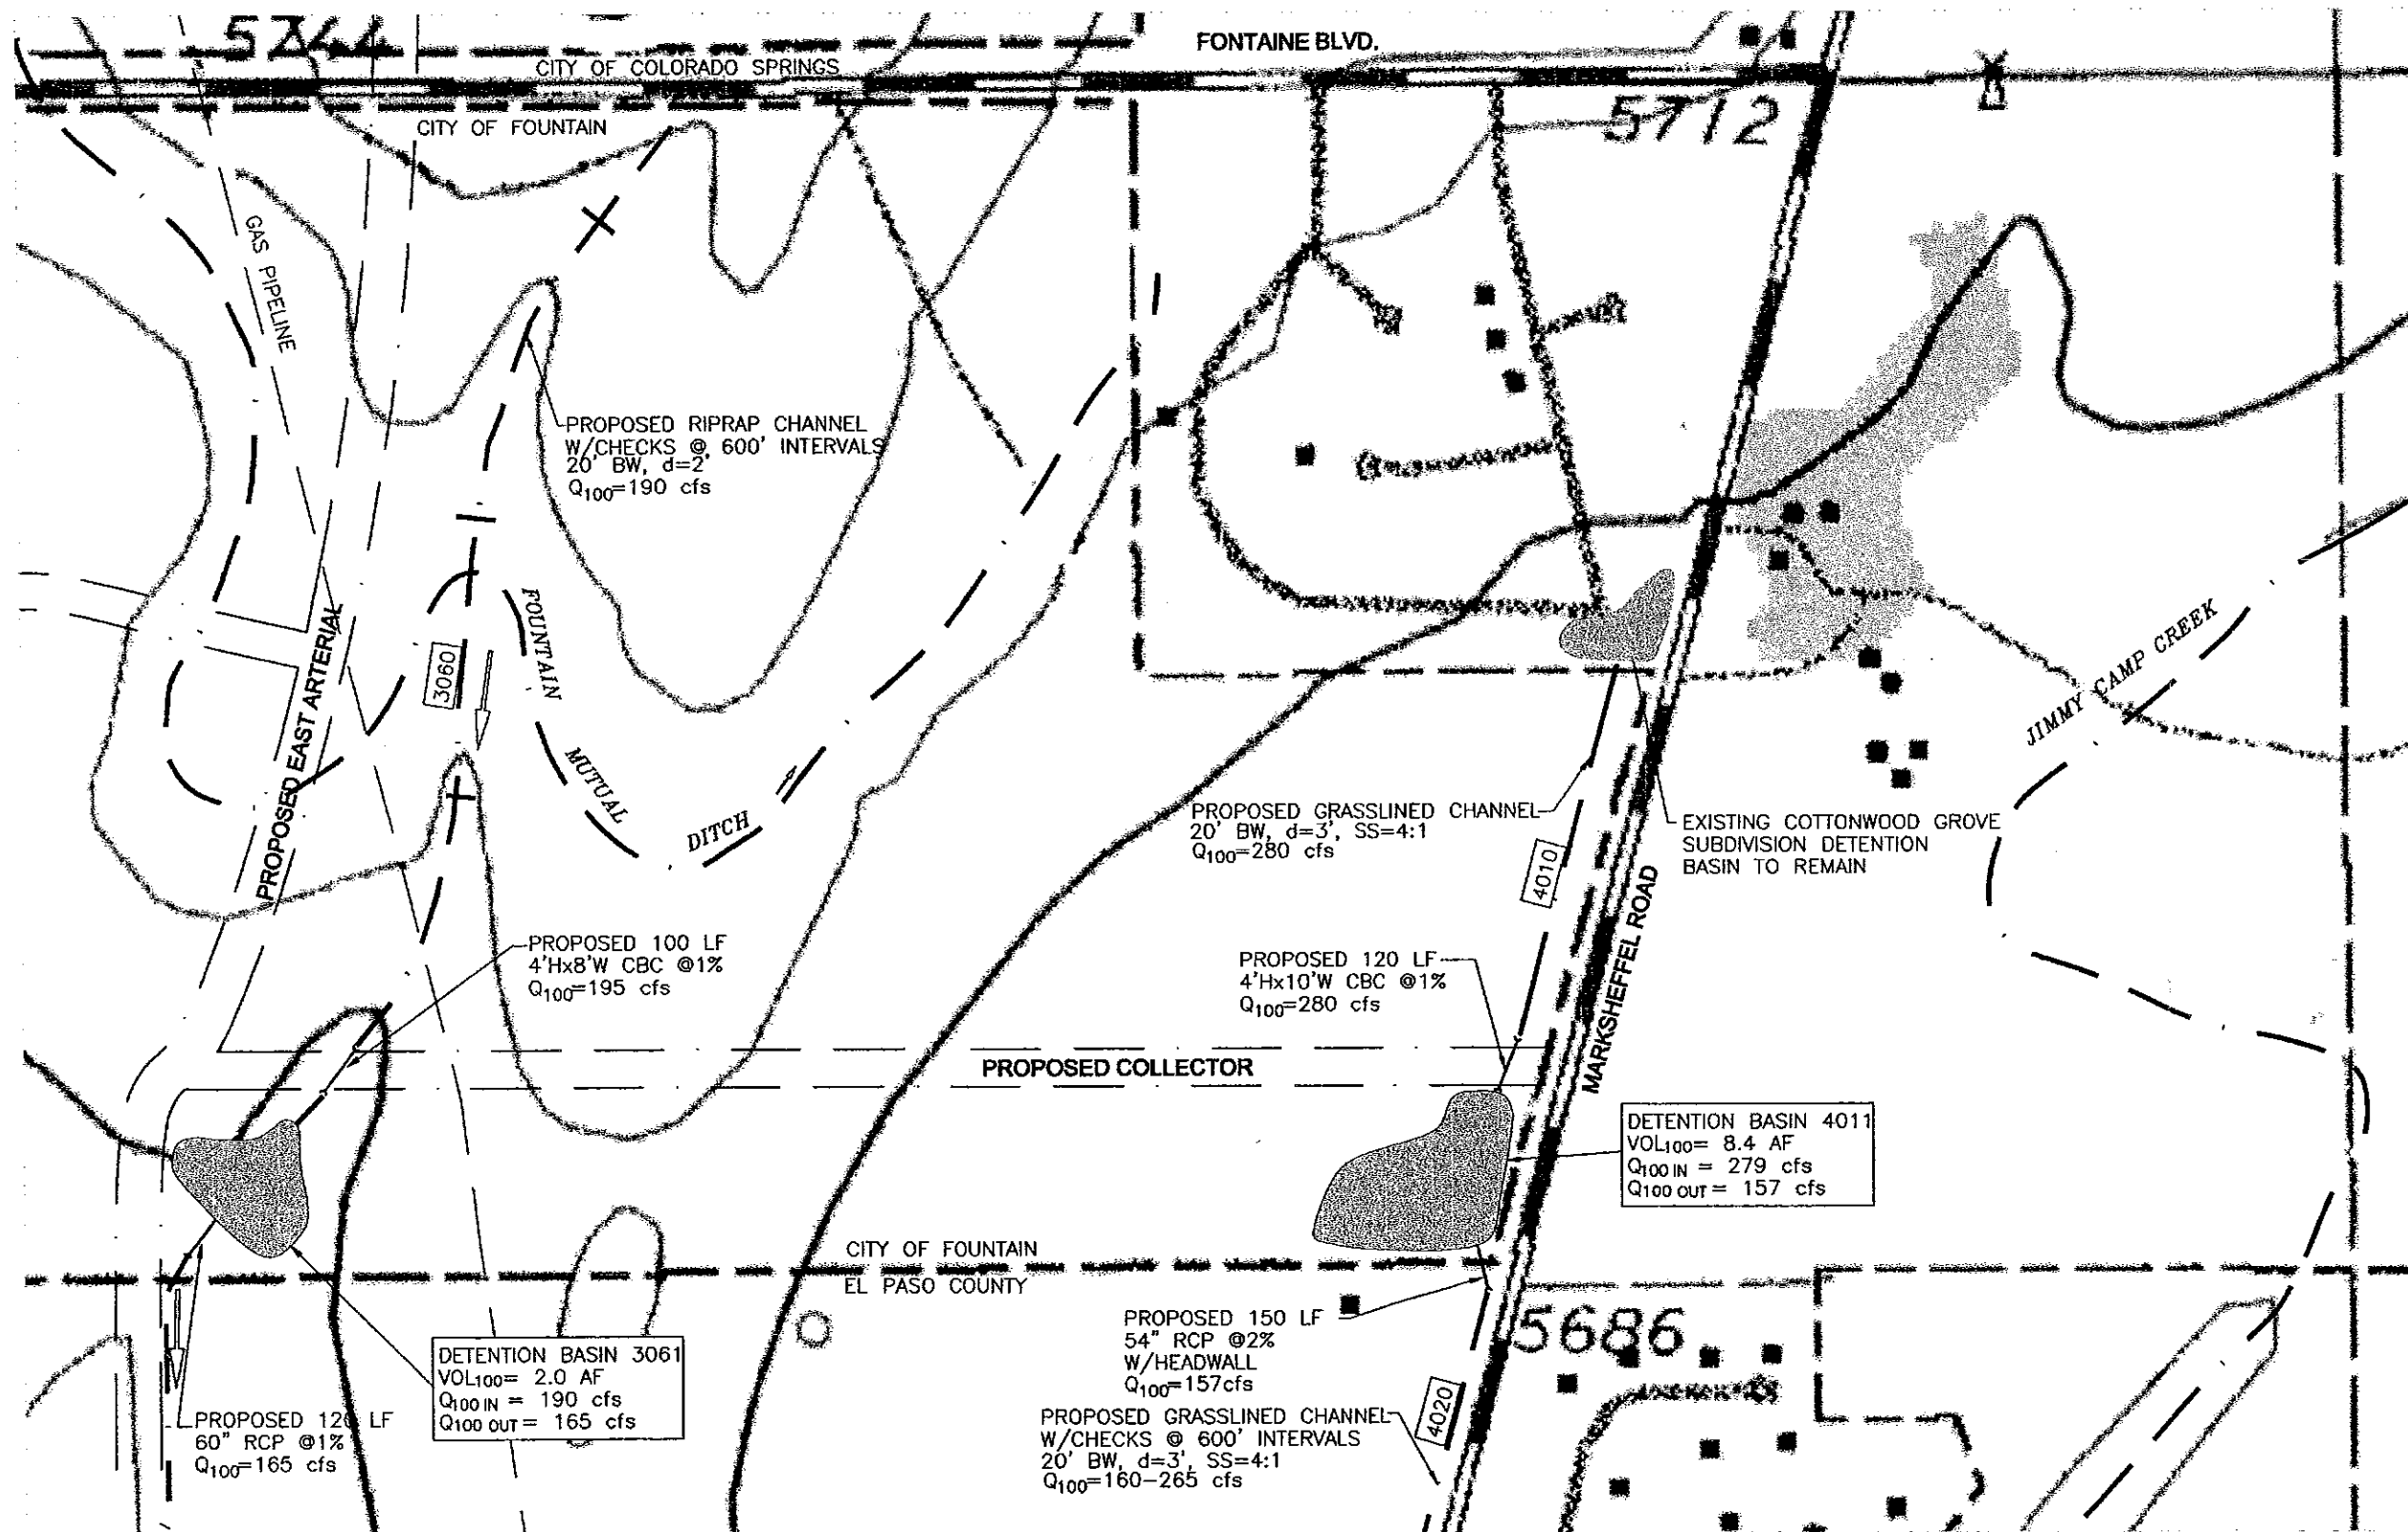 5744
FONTAINE BLVD.
CITY OF COLORADO SPRINGS
CITY OF FOUNTAIN
5712
GAS PIPELINE
PROPOSED RIPRAP CHANNEL
W/CHECKS @ 600' INTERVALS
20' BW, d=2'
Q100=190 cfs
PROPOSED EAST ARTERIAL
3060
FOUNTAIN
MUTUAL
DITCH
JIMMY CAMP CREEK
PROPOSED GRASSLINED CHANNEL
20' BW, d=3', SS=4:1
Q100=280 cfs
4010
EXISTING COTTONWOOD GROVE
SUBDIVISION DETENTION
BASIN TO REMAIN
MARKSHEFFEL ROAD
PROPOSED 100 LF
4'Hx8'W CBC @1%
Q100=195 cfs
PROPOSED 120 LF
4'Hx10'W CBC @1%
Q100=280 cfs
PROPOSED COLLECTOR
DETENTION BASIN 4011
VOL100= 8.4 AF
Q100 IN = 279 cfs
Q100 OUT = 157 cfs
CITY OF FOUNTAIN
EL PASO COUNTY
PROPOSED 150 LF
54" RCP @2%
W/HEADWALL
Q100=157cfs
5686
DETENTION BASIN 3061
VOL100= 2.0 AF
Q100 IN = 190 cfs
Q100 OUT = 165 cfs
PROPOSED 120 LF
60" RCP @1%
Q100=165 cfs
4020
PROPOSED GRASSLINED CHANNEL
W/CHECKS @ 600' INTERVALS
20' BW, d=3', SS=4:1
Q100=160-265 cfs